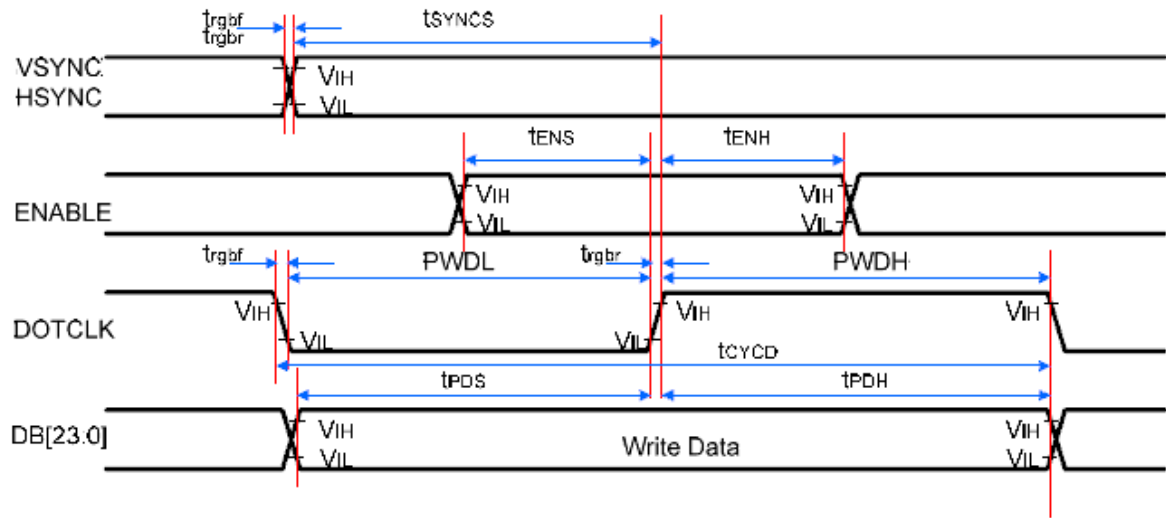 trgbf tSYNCS
trgbr
VSYNC VIH
HSYNC VIL
tENS tENH
ENABLE VIH VIH
VIL VIL
trgbf PWDL trgbr PWDH
VIH VIH VIH
DOTCLK VIL VIL
tCYCD
tPDS tPDH
DB[23.0] VIH Write Data VIH
VIL VIL